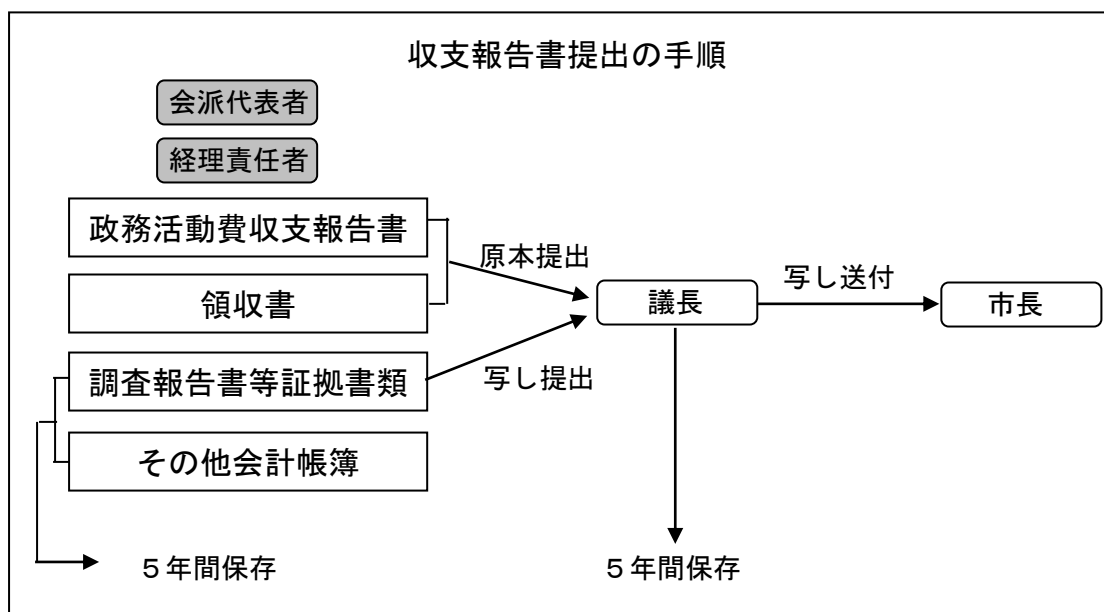 収支報告書提出の手順
会派代表者
経理責任者
政務活動費収支報告書
領収書
調査報告書等証拠書類
その他会計帳簿
原本提出
写し提出
議長
写し送付
市長
５年間保存
５年間保存